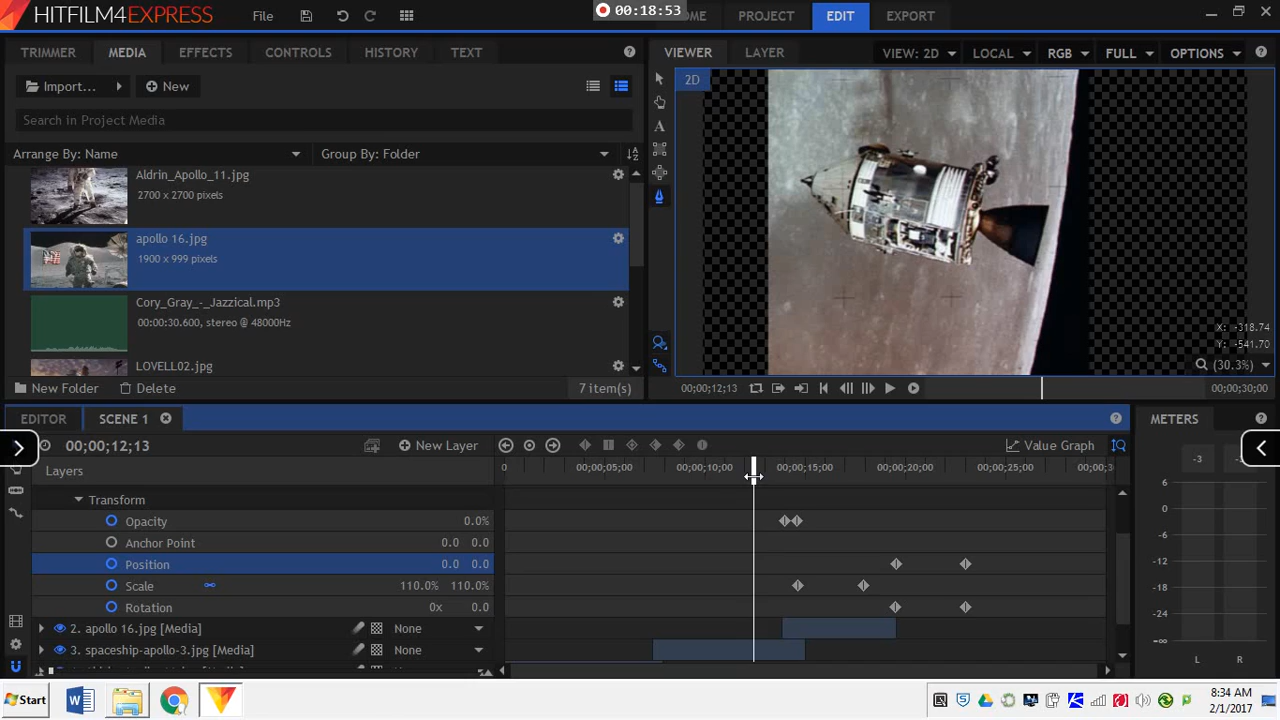 HITFILM4EXPRESS File 00:18:53 OME PROJECT EDIT EXPORT
TRIMMER MEDIA EFFECTS CONTROLS HISTORY TEXT
VIEWER LAYER VIEW: 2D LOCAL RGB FULL OPTIONS
Import... New
2D
Search in Project Media
Arrange By: Name Group By: Folder
Aldrin_Apollo_11.jpg
2700 x 2700 pixels
apollo 16.jpg
1900 x 999 pixels
Cory_Gray_-_Jazzical.mp3
00:00:30.600, stereo @ 48000Hz
LOVELL02.jpg
X: -318.74
Y: -541.70
(30.3%)
New Folder Delete 7 item(s)
00;00;12;13 00;00;30;00
EDITOR SCENE 1 METERS
00;00;12;13 New Layer Value Graph
Layers 0 00;00;05;00 00;00;10;00 00;00;15;00 00;00;20;00 00;00;25;00 00;00;3
Transform
Opacity 0.0%
Anchor Point 0.0 0.0
Position 0.0 0.0
Scale 110.0% 110.0%
Rotation 0x 0.0
2. apollo 16.jpg [Media] None
3. spaceship-apollo-3.jpg [Media] None
-3 -3
6
0
-6
-12
-18
-24
-∞
L R
Start 8:34 AM
2/1/2017